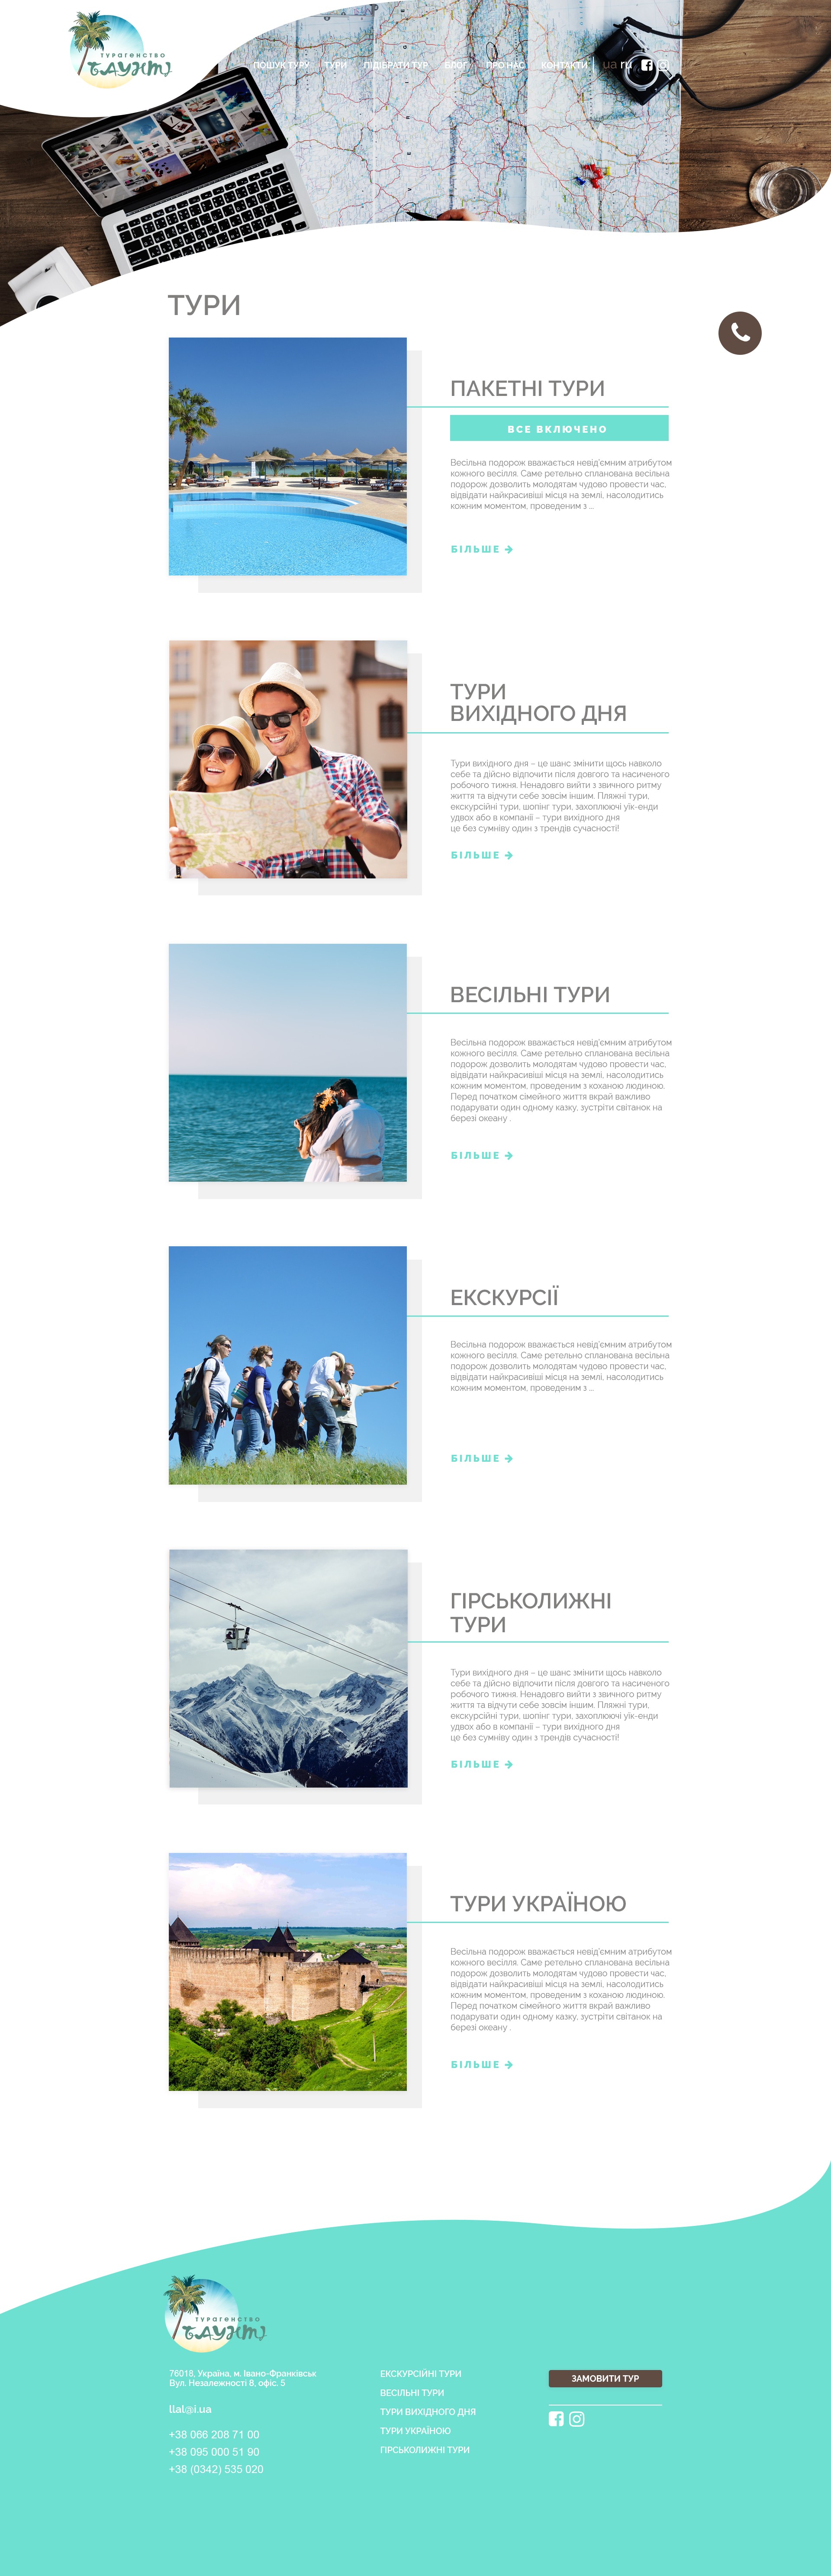 турагенство
ПОШУК ТУРУ ТУРИ ПІДІБРАТИ ТУР БЛОГ ПРО НАС КОНТАКТИ ua ru
ТУРИ
ПАКЕТНІ ТУРИ
ВСЕ ВКЛЮЧЕНО
Весільна подорож вважається невід'ємним атрибутом
кожного весілля. Саме ретельно спланована весільна
подорож дозволить молодятам чудово провести час,
відвідати найкрасивіші місця на землі, насолодитись
кожним моментом, проведеним з ...
БІЛЬШЕ
ТУРИ
ВИХІДНОГО ДНЯ
Тури вихідного дня – це шанс змінити щось навколо
себе та дійсно відпочити після довгого та насиченого
робочого тижня. Ненадовго вийти з звичного ритму
життя та відчути себе зовсім іншим. Пляжні тури,
екскурсійні тури, шопінг тури, захоплюючі уїк-енди
удвох або в компанії – тури вихідного дня
це без сумніву один з трендів сучасності!
БІЛЬШЕ
ВЕСІЛЬНІ ТУРИ
Весільна подорож вважається невід'ємним атрибутом
кожного весілля. Саме ретельно спланована весільна
подорож дозволить молодятам чудово провести час,
відвідати найкрасивіші місця на землі, насолодитись
кожним моментом, проведеним з коханою людиною.
Перед початком сімейного життя вкрай важливо
подарувати один одному казку, зустріти світанок на
березі океану .
БІЛЬШЕ
ЕКСКУРСІЇ
Весільна подорож вважається невід'ємним атрибутом
кожного весілля. Саме ретельно спланована весільна
подорож дозволить молодятам чудово провести час,
відвідати найкрасивіші місця на землі, насолодитись
кожним моментом, проведеним з ...
БІЛЬШЕ
ГІРСЬКОЛИЖНІ
ТУРИ
Тури вихідного дня – це шанс змінити щось навколо
себе та дійсно відпочити після довгого та насиченого
робочого тижня. Ненадовго вийти з звичного ритму
життя та відчути себе зовсім іншим. Пляжні тури,
екскурсійні тури, шопінг тури, захоплюючі уїк-енди
удвох або в компанії – тури вихідного дня
це без сумніву один з трендів сучасності!
БІЛЬШЕ
ТУРИ УКРАЇНОЮ
Весільна подорож вважається невід'ємним атрибутом
кожного весілля. Саме ретельно спланована весільна
подорож дозволить молодятам чудово провести час,
відвідати найкрасивіші місця на землі, насолодитись
кожним моментом, проведеним з коханою людиною.
Перед початком сімейного життя вкрай важливо
подарувати один одному казку, зустріти світанок на
березі океану .
БІЛЬШЕ
турагенство
76018, Україна, м. Івано-Франківськ
Вул. Незалежності 8, офіс. 5
llal@i.ua
+38 066 208 71 00
+38 095 000 51 90
+38 (0342) 535 020
ЕКСКУРСІЙНІ ТУРИ
ВЕСІЛЬНІ ТУРИ
ТУРИ ВИХІДНОГО ДНЯ
ТУРИ УКРАЇНОЮ
ГІРСЬКОЛИЖНІ ТУРИ
ЗАМОВИТИ ТУР